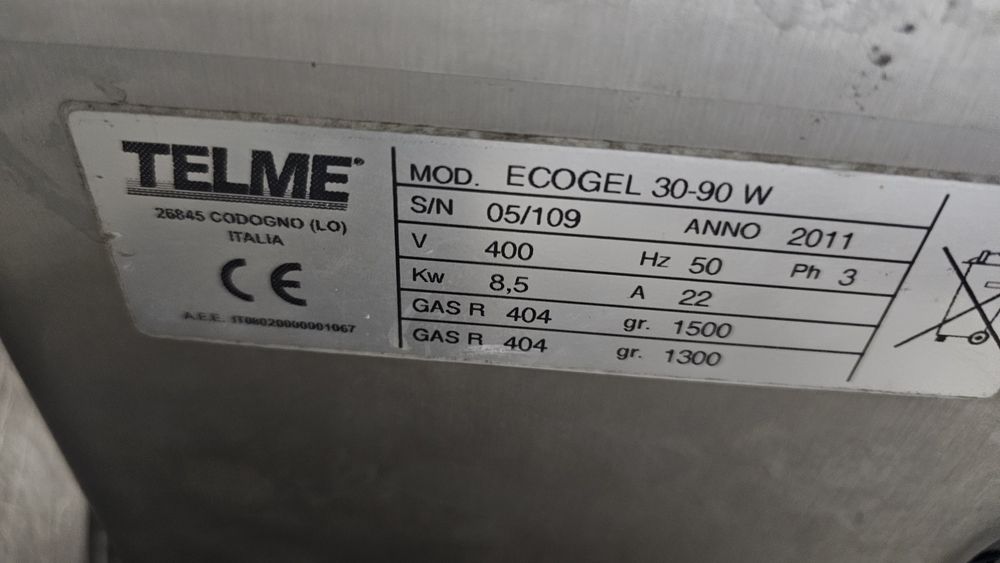 TELME®
26845 CODOGNO (LO)
ITALIA
CE
A.E.E. IT08020000001067
MOD. ECOGEL 30-90 W
S/N 05/109 ANNO 2011
V 400 Hz 50 Ph 3
Kw 8,5 A 22
GAS R 404 gr. 1500
GAS R 404 gr. 1300